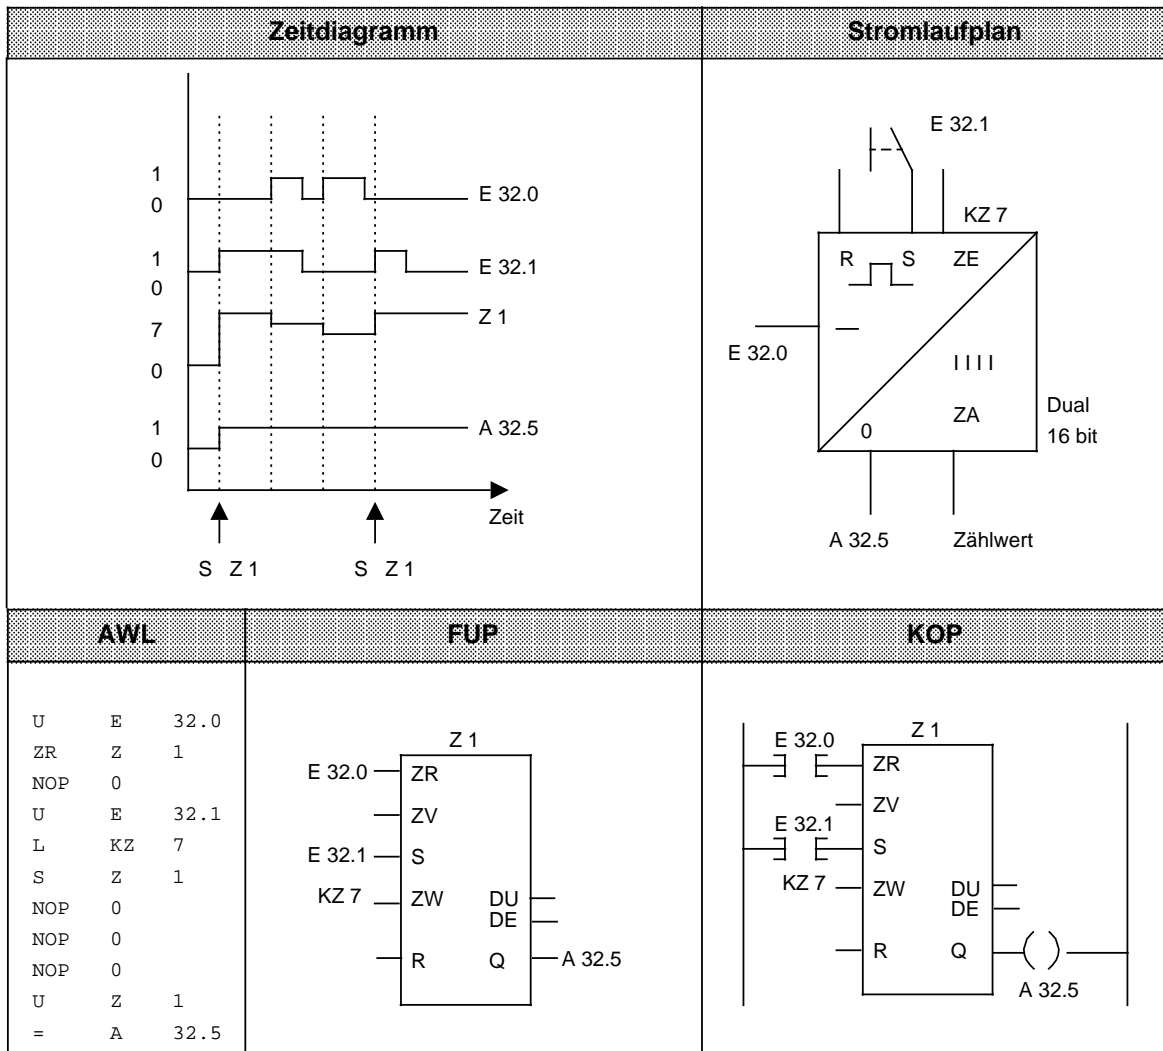 Zeitdiagramm
Stromlaufplan
1
0
E 32.0
1
0
E 32.1
7
0
Z 1
1
0
A 32.5
Zeit
S Z 1
S Z 1
E 32.1
KZ 7
R S ZE
E 32.0
IIII
ZA
0
Dual
16 bit
A 32.5
Zählwert
AWL
FUP
KOP
U E 32.0
ZR Z 1
NOP 0
U E 32.1
L KZ 7
S Z 1
NOP 0
NOP 0
NOP 0
U Z 1
= A 32.5
Z 1
E 32.0 ZR
ZV
E 32.1 S
KZ 7 ZW DU
DE
R Q A 32.5
Z 1
E 32.0
ZR
ZV
E 32.1
S
KZ 7 ZW DU
DE
R Q
A 32.5